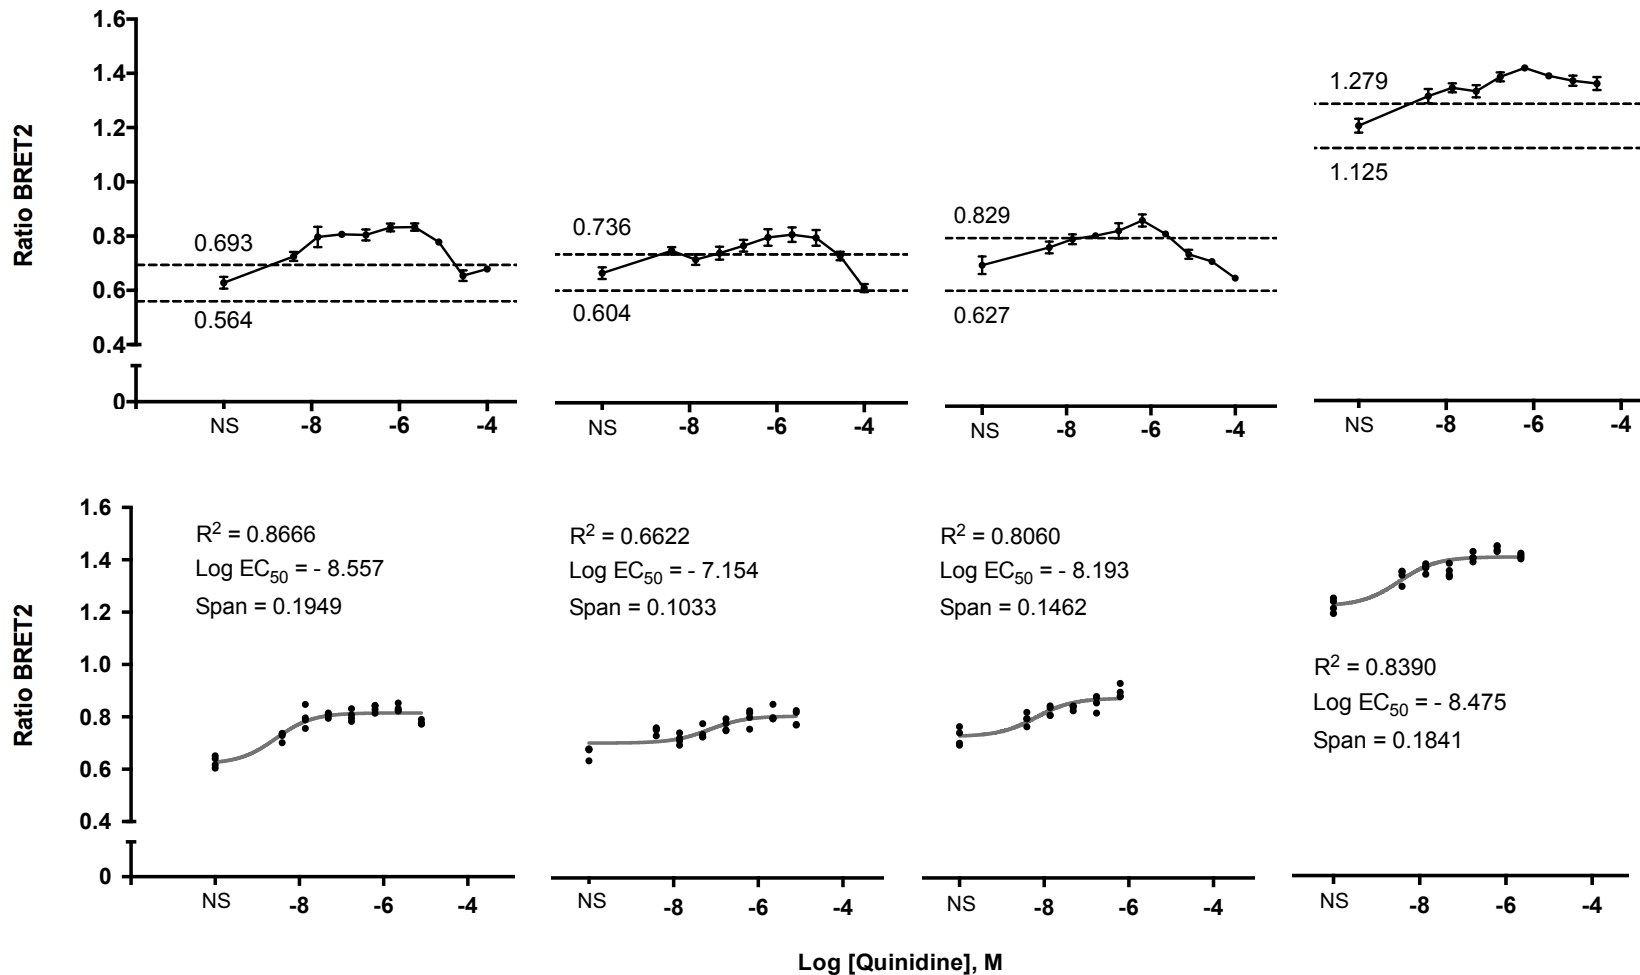 Ratio BRET2
1.6
1.4
1.2
1.0
0.8
0.6
0.4
0
0.693
0.564
NS -8 -6 -4
0.736
0.604
NS -8 -6 -4
0.829
0.627
NS -8 -6 -4
1.279
1.125
NS -8 -6 -4
Ratio BRET2
1.6
1.4
1.2
1.0
0.8
0.6
0.4
0
R² = 0.8666
Log EC₅₀ = - 8.557
Span = 0.1949
NS -8 -6 -4
R² = 0.6622
Log EC₅₀ = - 7.154
Span = 0.1033
NS -8 -6 -4
R² = 0.8060
Log EC₅₀ = - 8.193
Span = 0.1462
NS -8 -6 -4
R² = 0.8390
Log EC₅₀ = - 8.475
Span = 0.1841
NS -8 -6 -4
Log [Quinidine], M